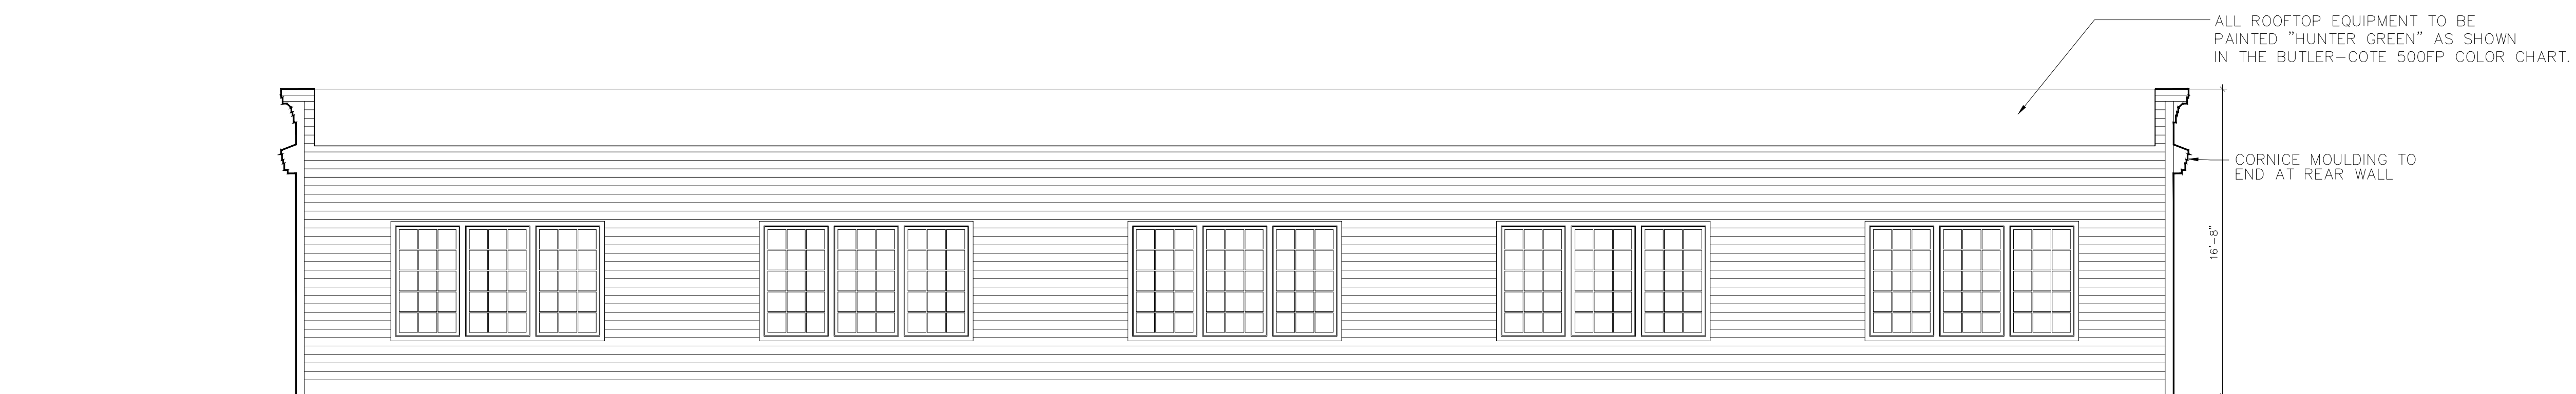 ALL ROOFTOP EQUIPMENT TO BE
PAINTED "HUNTER GREEN" AS SHOWN
IN THE BUTLER-COTE 500FP COLOR CHART.
CORNICE MOULDING TO
END AT REAR WALL
16'-8"